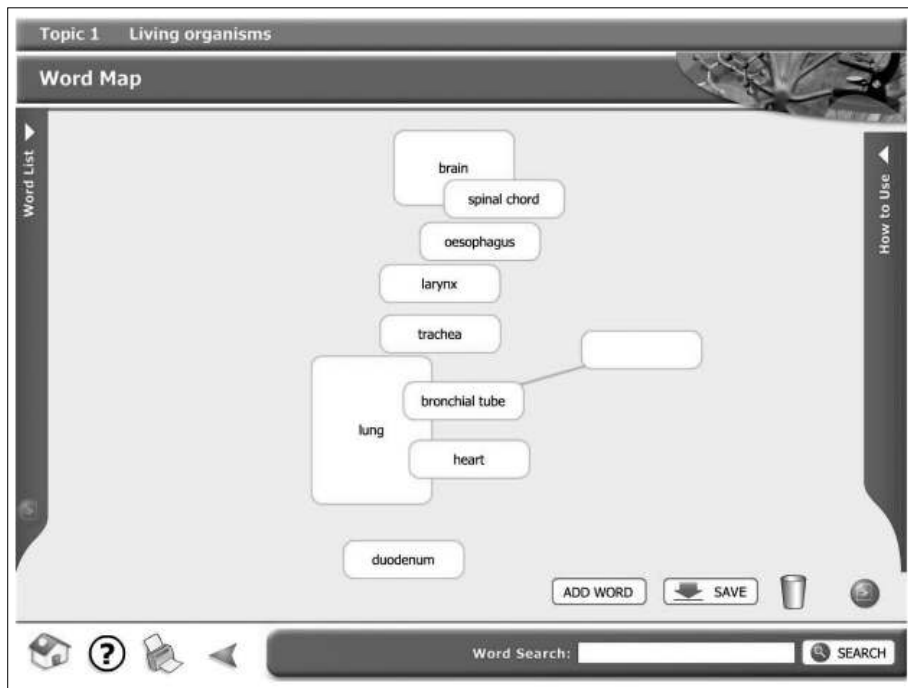 Topic 1 Living organisms
Word Map
Word List
How to Use
brain
spinal chord
oesophagus
larynx
trachea
bronchial tube
lung
heart
duodenum
ADD WORD
SAVE
?
Word Search:
SEARCH